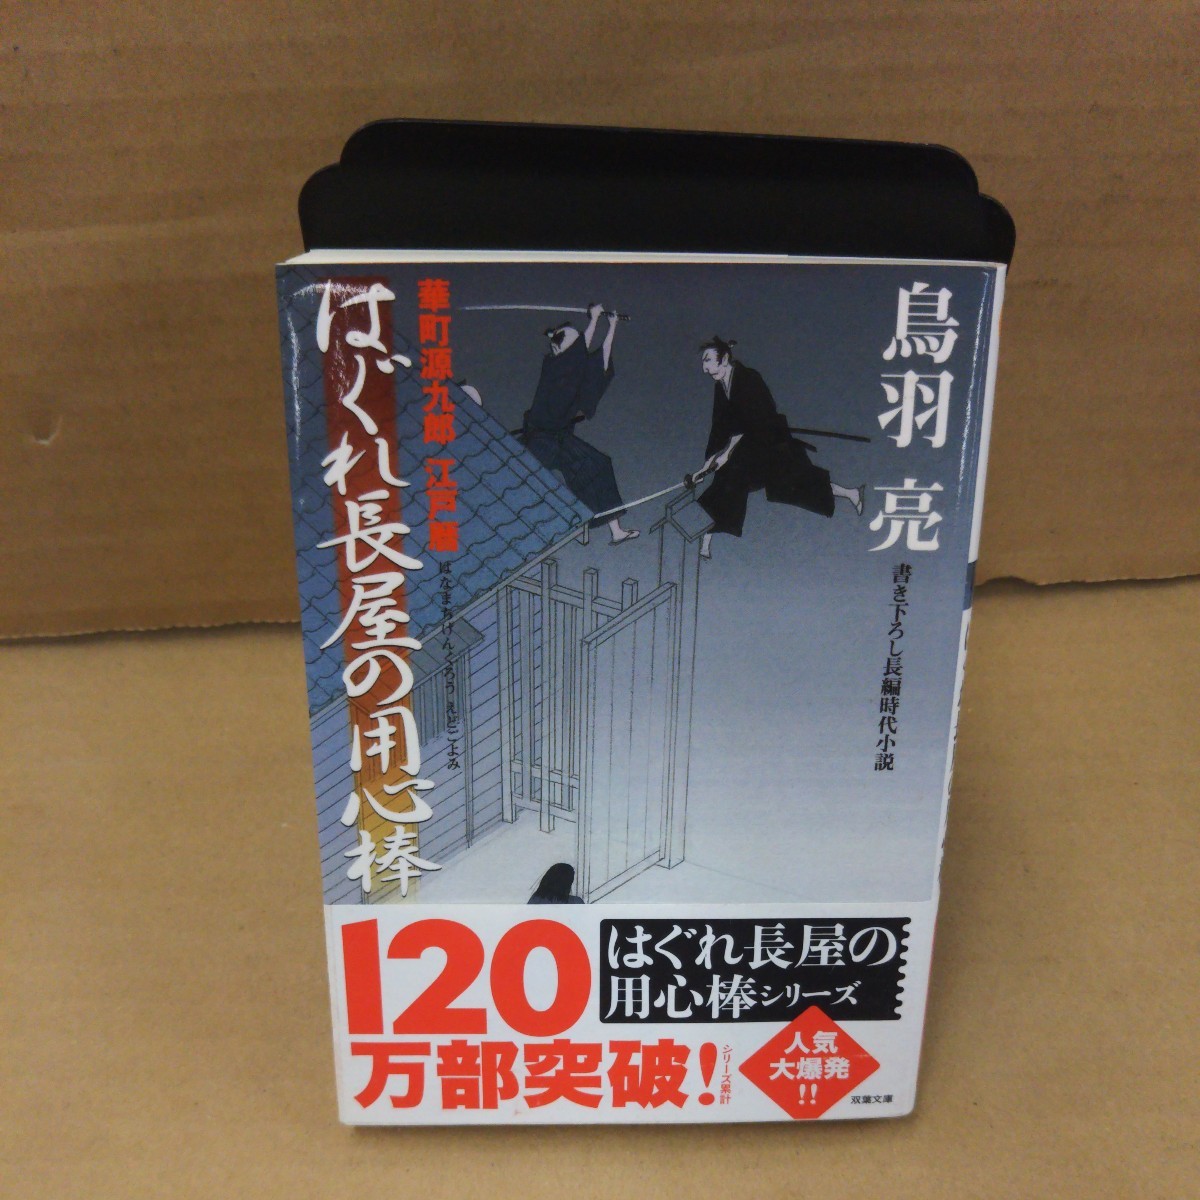 鳥羽 亮
書き下ろし長編時代小説
華町源九郎 江戸暦
はなまちげんくろう えどごよみ
はぐれ長屋の用心棒
120
万部突破!
シリーズ累計
はぐれ長屋の
用心棒シリーズ
人気
大爆発
!!
双葉文庫